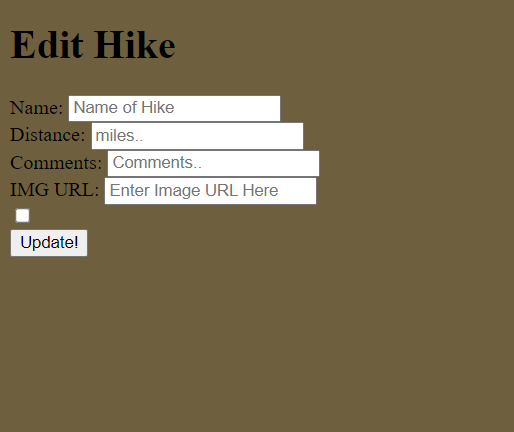 Edit Hike
Name: Name of Hike
Distance: miles..
Comments: Comments..
IMG URL: Enter Image URL Here
Update!